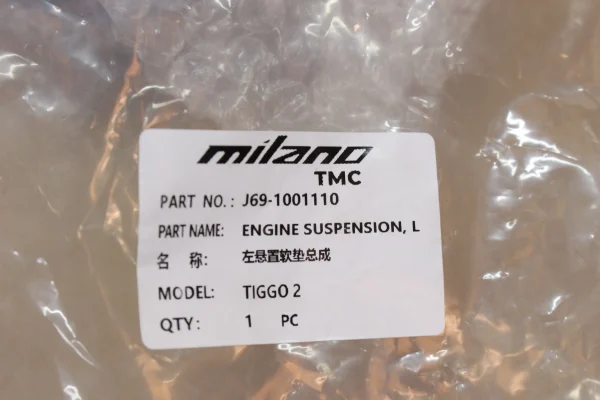 milano
TMC
PART NO.: J69-1001110
PART NAME: ENGINE SUSPENSION, L
名 称: 左悬置软垫总成
MODEL: TIGGO 2
QTY: 1 PC